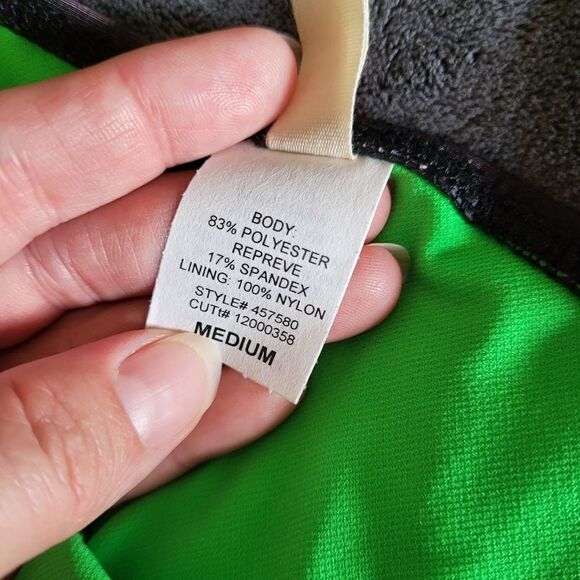 BODY:
83% POLYESTER
REPREVE
17% SPANDEX
LINING: 100% NYLON
STYLE# 457580
CUT# 12000358
MEDIUM